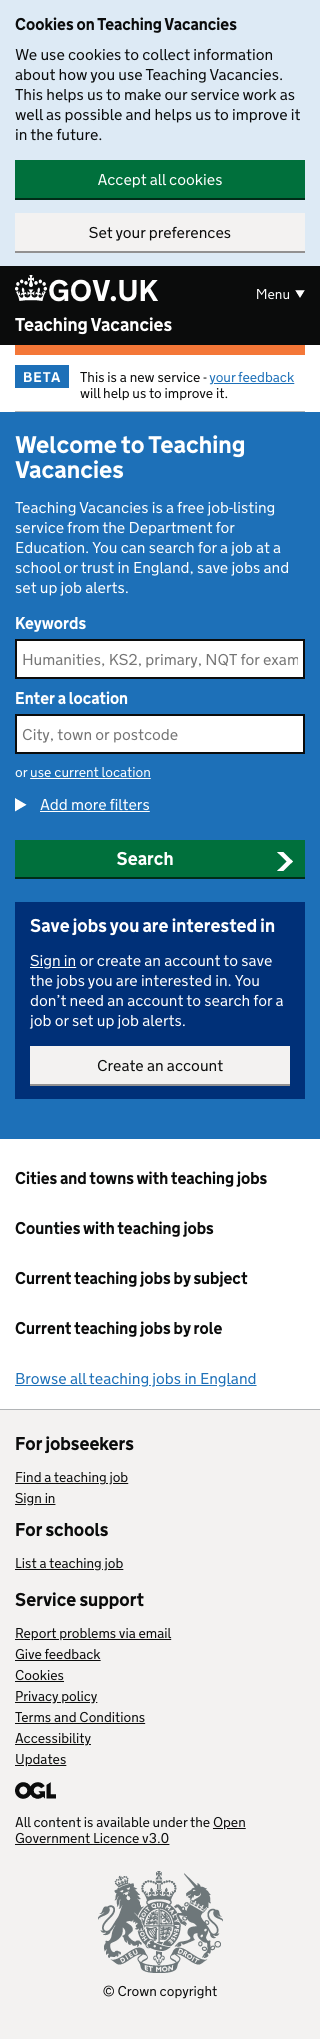 Cookies on Teaching Vacancies
We use cookies to collect information
about how you use Teaching Vacancies.
This helps us to make our service work as
well as possible and helps us to improve it
in the future.
Accept all cookies
Set your preferences
GOV.UK
Menu ▼
Teaching Vacancies
BETA
This is a new service - your feedback
will help us to improve it.
Welcome to Teaching
Vacancies
Teaching Vacancies is a free job-listing
service from the Department for
Education. You can search for a job at a
school or trust in England, save jobs and
set up job alerts.
Keywords
Humanities, KS2, primary, NQT for exam
Enter a location
City, town or postcode
or use current location
Add more filters
Search
Save jobs you are interested in
Sign in or create an account to save
the jobs you are interested in. You
don’t need an account to search for a
job or set up job alerts.
Create an account
Cities and towns with teaching jobs
Counties with teaching jobs
Current teaching jobs by subject
Current teaching jobs by role
Browse all teaching jobs in England
For jobseekers
Find a teaching job
Sign in
For schools
List a teaching job
Service support
Report problems via email
Give feedback
Cookies
Privacy policy
Terms and Conditions
Accessibility
Updates
OGL
All content is available under the Open
Government Licence v3.0
DIEU ET MON DROIT
© Crown copyright